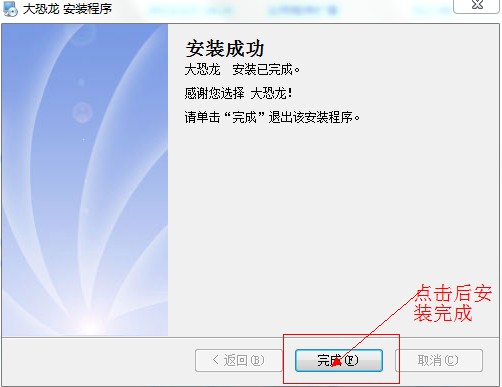 大恐龙 安装程序
安装成功
大恐龙 安装已完成。
感谢您选择 大恐龙!
请单击“完成”退出该安装程序。
点击后安
装完成
< 返回(B)
完成(F)
取消(C)